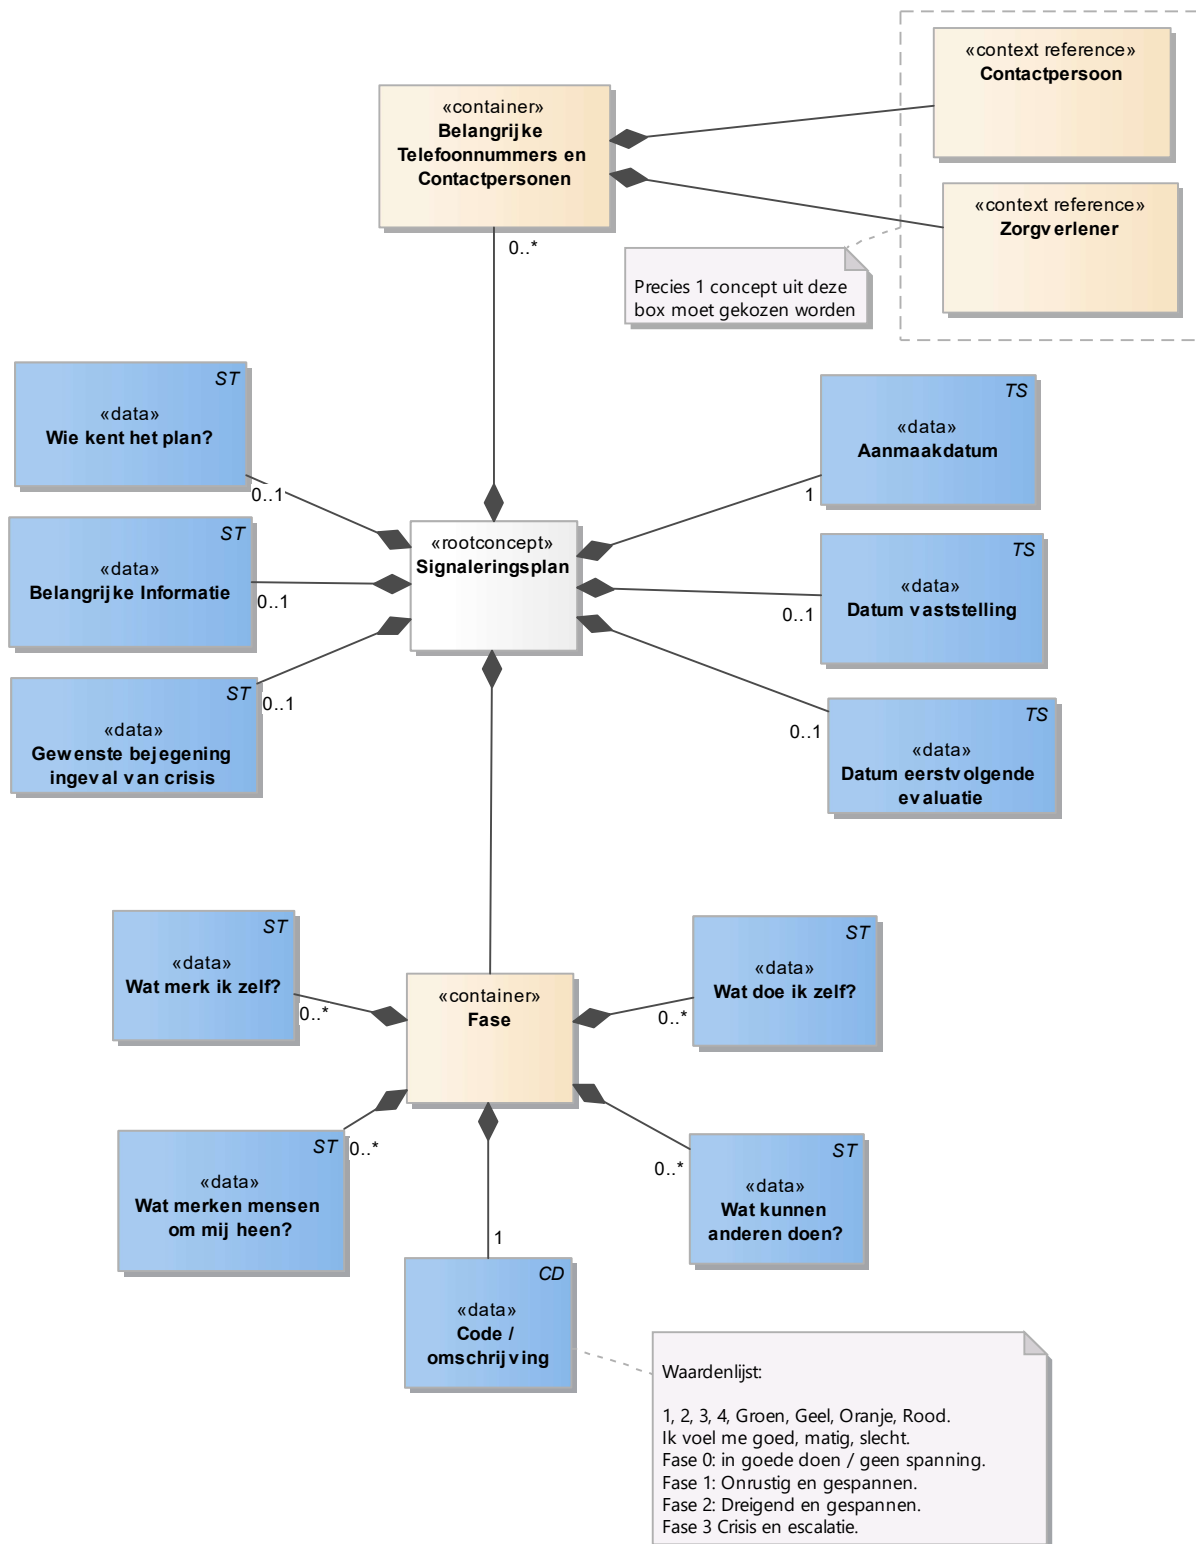 «context reference»
Contactpersoon
«container»
Belangrijke
Telefoonnummers en
Contactpersonen
0..*
«context reference»
Zorgverlener
Precies 1 concept uit deze
box moet gekozen worden
ST
«data»
Wie kent het plan?
0..1
TS
«data»
Aanmaakdatum
1
ST
«data»
Belangrijke Informatie
0..1
«rootconcept»
Signaleringsplan
TS
«data»
Datum vaststelling
0..1
ST
«data»
Gewenste bejegening
ingeval van crisis
0..1
TS
«data»
Datum eerstvolgende
evaluatie
0..1
ST
«data»
Wat merk ik zelf?
0..*
«container»
Fase
ST
«data»
Wat doe ik zelf?
0..*
ST
«data»
Wat merken mensen
om mij heen?
0..*
ST
«data»
Wat kunnen
anderen doen?
0..*
1
CD
«data»
Code /
omschrijving
Waardenlijst:
1, 2, 3, 4, Groen, Geel, Oranje, Rood.
Ik voel me goed, matig, slecht.
Fase 0: in goede doen / geen spanning.
Fase 1: Onrustig en gespannen.
Fase 2: Dreigend en gespannen.
Fase 3 Crisis en escalatie.